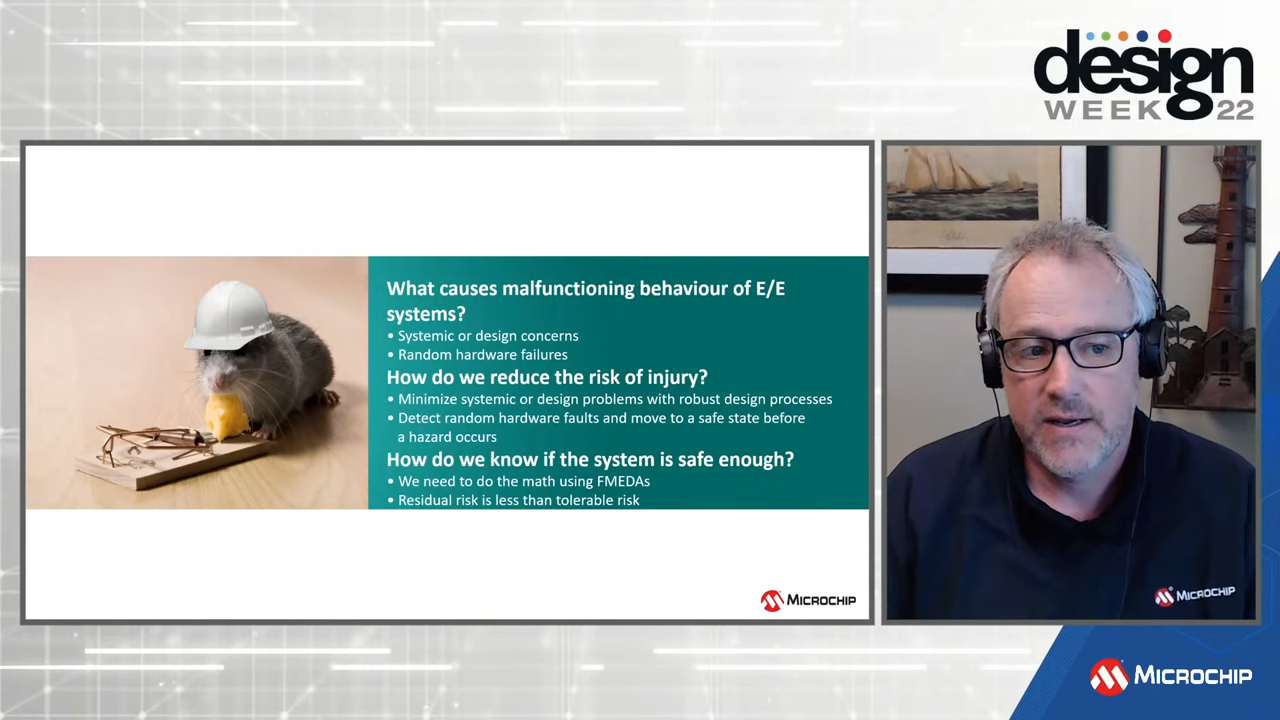 design
WEEK 22
What causes malfunctioning behaviour of E/E
systems?
• Systemic or design concerns
• Random hardware failures
How do we reduce the risk of injury?
• Minimize systemic or design problems with robust design processes
• Detect random hardware faults and move to a safe state before
a hazard occurs
How do we know if the system is safe enough?
• We need to do the math using FMEDAs
• Residual risk is less than tolerable risk
MICROCHIP
MICROCHIP
MICROCHIP